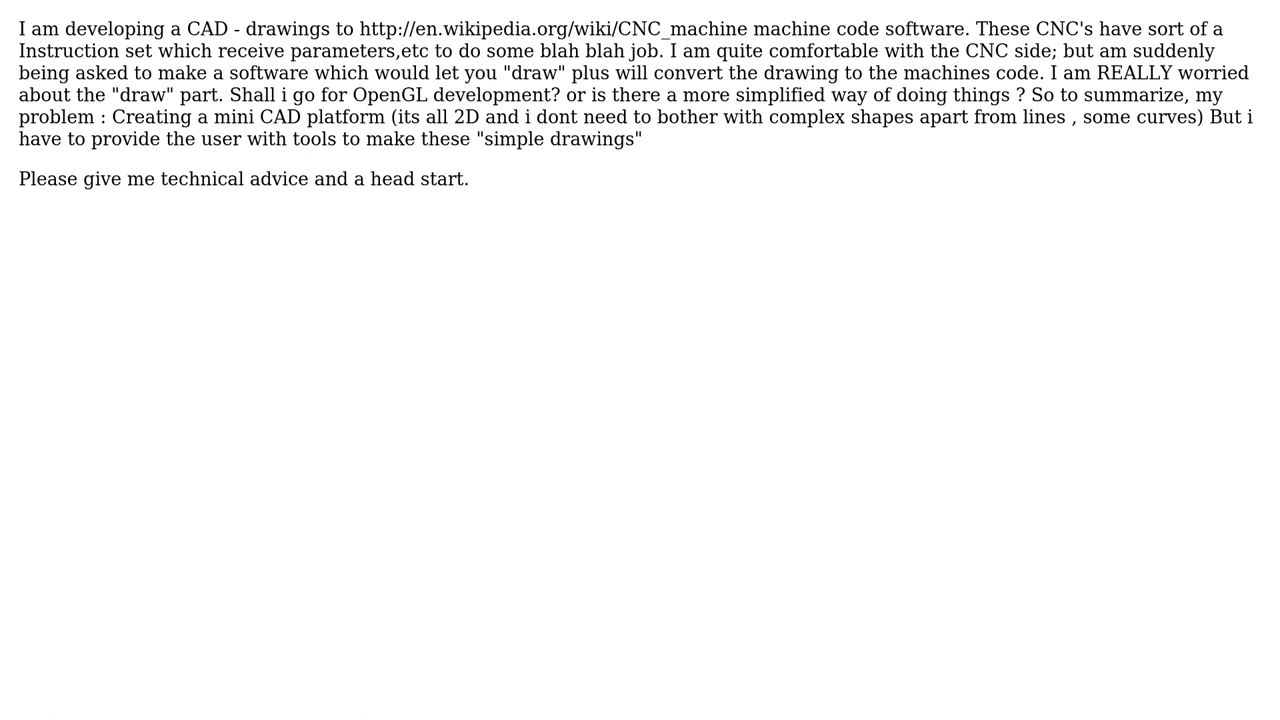 I am developing a CAD - drawings to http://en.wikipedia.org/wiki/CNC_machine machine code software. These CNC's have sort of a
Instruction set which receive parameters,etc to do some blah blah job. I am quite comfortable with the CNC side; but am suddenly
being asked to make a software which would let you "draw" plus will convert the drawing to the machines code. I am REALLY worried
about the "draw" part. Shall i go for OpenGL development? or is there a more simplified way of doing things ? So to summarize, my
problem : Creating a mini CAD platform (its all 2D and i dont need to bother with complex shapes apart from lines , some curves) But i
have to provide the user with tools to make these "simple drawings"
Please give me technical advice and a head start.